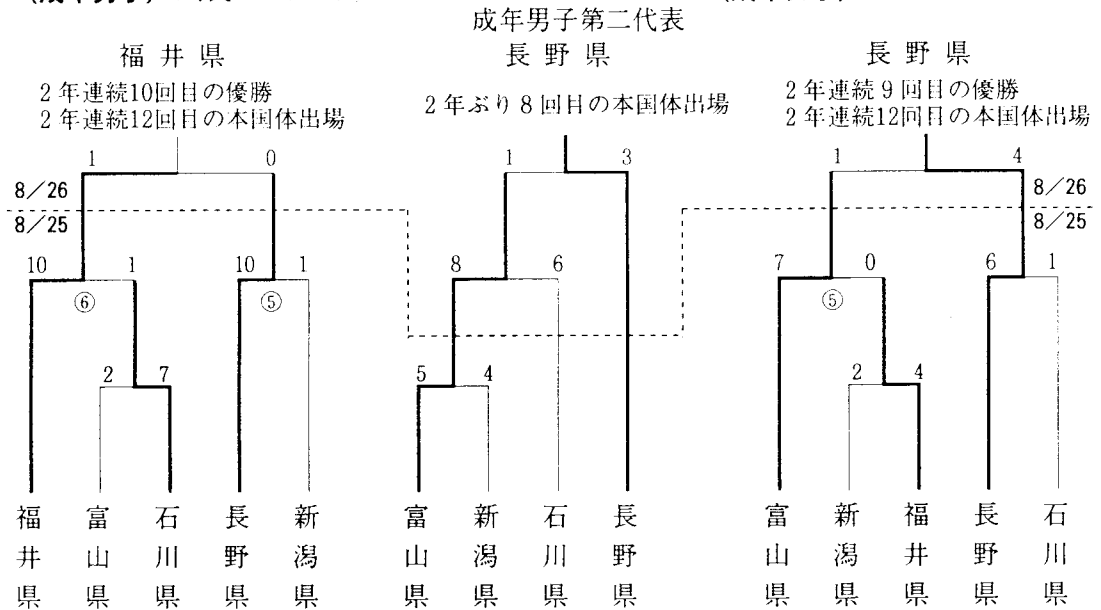 成年男子第二代表
福井県
2年連続10回目の優勝
2年連続12回目の本国体出場
1 0
8/26
8/25
10 1 10 1
⑥ ⑤
2 7
福井県 富山県 石川県 長野県 新潟県
長野県
2年ぶり8回目の本国体出場
1 3
8 6
5 4
富山県 新潟県 石川県 長野県
長野県
2年連続9回目の優勝
2年連続12回目の本国体出場
1 4
8/26
8/25
7 0 6 1
⑤
2 4
富山県 新潟県 福井県 長野県 石川県